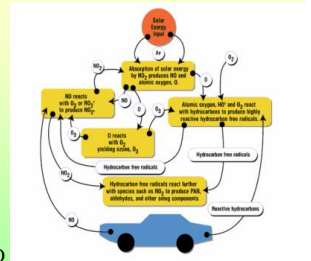 Solar
Energy
Input
hν
NO₂
Absorption of solar energy
by NO₂ produces NO and
atomic oxygen, O.
O
O₂
NO reacts
with O₃ or RO₂•
to produce NO₂.
NO
O
Atomic oxygen, HO• and O₃ react
with hydrocarbons to produce highly
reactive hydrocarbon free radicals.
O₃
O reacts
with O₂
yielding ozone, O₃
O₃
Hydrocarbon free radicals
Hydrocarbon free radicals
NO₂
Hydrocarbon free radicals react further
with species such as NO₂ to produce PAN,
aldehydes, and other smog components
Reactive hydrocarbons
NO